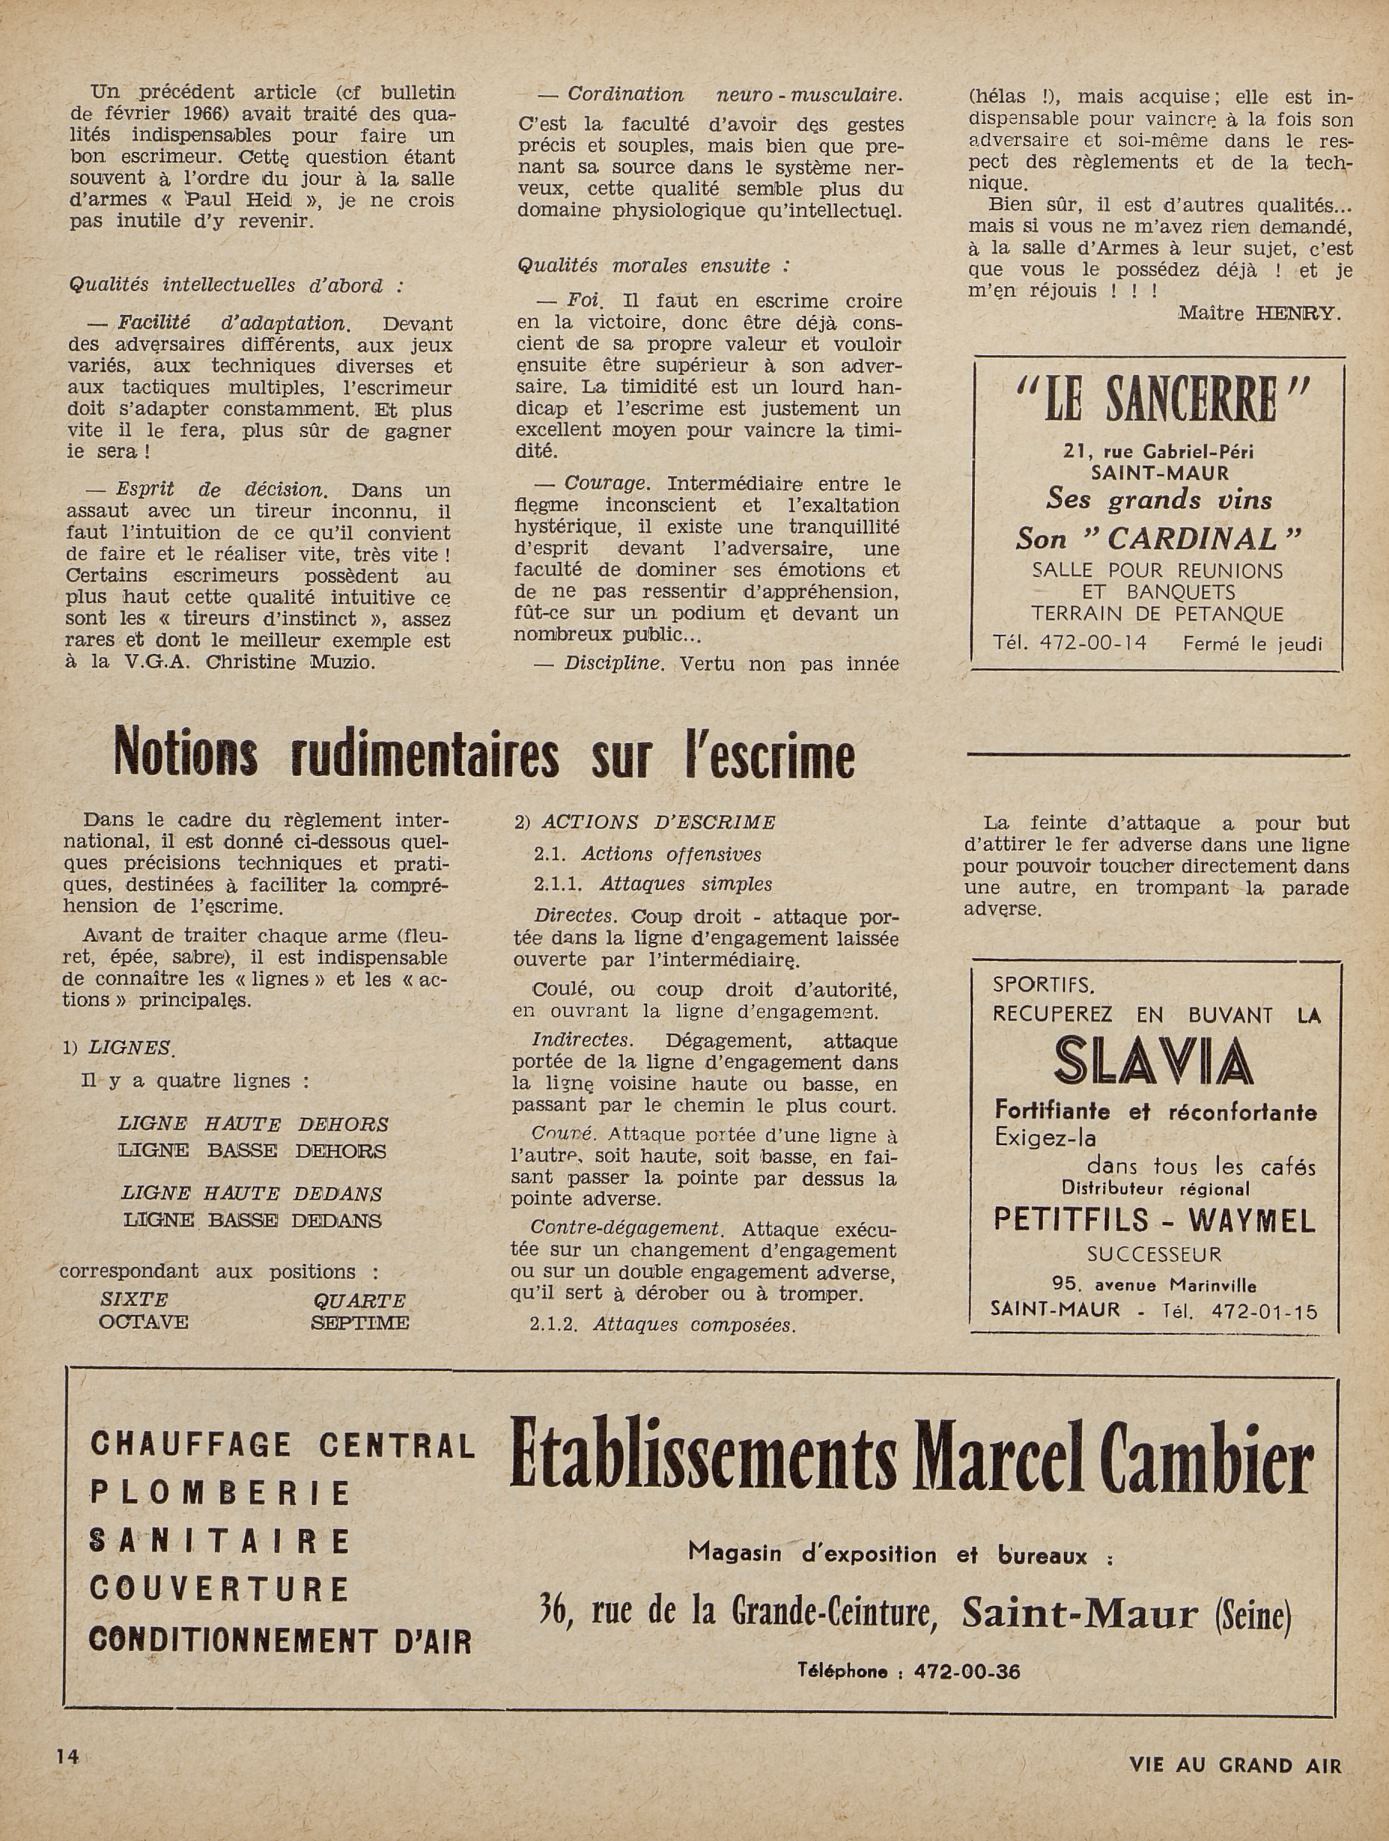 Un précédent article (cf bulletin
de février 1966) avait traité des qua-
lités indispensables pour faire un
bon escrimeur. Cette question étant
souvent à l'ordre du jour à la salle
d'armes « Paul Heid », je ne crois
pas inutile d'y revenir.
Qualités intellectuelles d'abord :
— Facilité d'adaptation. Devant
des adversaires différents, aux jeux
variés, aux techniques diverses et
aux tactiques multiples, l'escrimeur
doit s'adapter constamment. Et plus
vite il le fera, plus sûr de gagner
ie sera !
— Esprit de décision. Dans un
assaut avec un tireur inconnu, il
faut l'intuition de ce qu'il convient
de faire et le réaliser vite, très vite !
Certains escrimeurs possèdent au
plus haut cette qualité intuitive ce
sont les « tireurs d'instinct », assez
rares et dont le meilleur exemple est
à la V.G.A. Christine Muzio.
— Cordination neuro - musculaire.
C'est la faculté d'avoir des gestes
précis et souples, mais bien que pre-
nant sa source dans le système ner-
veux, cette qualité semble plus du
domaine physiologique qu'intellectuel.
Qualités morales ensuite :
— Foi. Il faut en escrime croire
en la victoire, donc être déjà cons-
cient de sa propre valeur et vouloir
ensuite être supérieur à son adver-
saire. La timidité est un lourd han-
dicap et l'escrime est justement un
excellent moyen pour vaincre la timi-
dité.
— Courage. Intermédiaire entre le
flegme inconscient et l'exaltation
hystérique, il existe une tranquillité
d'esprit devant l'adversaire, une
faculté de dominer ses émotions et
de ne pas ressentir d'appréhension,
fût-ce sur un podium et devant un
nombreux public...
— Discipline. Vertu non pas innée
(hélas !), mais acquise ; elle est in-
dispensable pour vaincre à la fois son
adversaire et soi-même dans le res-
pect des règlements et de la tech-
nique.
Bien sûr, il est d'autres qualités...
mais si vous ne m'avez rien demandé,
à la salle d'Armes à leur sujet, c'est
que vous le possédez déjà ! et je
m'en réjouis ! ! !
Maître HENRY.
"LE SANCERRE"
21, rue Gabriel-Péri
SAINT-MAUR
Ses grands vins
Son " CARDINAL "
SALLE POUR REUNIONS
ET BANQUETS
TERRAIN DE PETANQUE
Tél. 472-00-14 Fermé le jeudi
Notions rudimentaires sur l'escrime
Dans le cadre du règlement inter-
national, il est donné ci-dessous quel-
ques précisions techniques et prati-
ques, destinées à faciliter la compré-
hension de l'escrime.
Avant de traiter chaque arme (fleu-
ret, épée, sabre), il est indispensable
de connaître les « lignes » et les « ac-
tions » principales.
1) LIGNES.
Il y a quatre lignes :
LIGNE HAUTE DEHORS
LIGNE BASSE DEHORS
LIGNE HAUTE DEDANS
LIGNE BASSE DEDANS
correspondant aux positions :
SIXTE QUARTE
OCTAVE SEPTIME
2) ACTIONS D'ESCRIME
2.1. Actions offensives
2.1.1. Attaques simples
Directes. Coup droit - attaque por-
tée dans la ligne d'engagement laissée
ouverte par l'intermédiaire.
Coulé, ou coup droit d'autorité,
en ouvrant la ligne d'engagement.
Indirectes. Dégagement, attaque
portée de la ligne d'engagement dans
la ligne voisine haute ou basse, en
passant par le chemin le plus court.
Coupé. Attaque portée d'une ligne à
l'autre, soit haute, soit basse, en fai-
sant passer la pointe par dessus la
pointe adverse.
Contre-dégagement. Attaque exécu-
tée sur un changement d'engagement
ou sur un double engagement adverse,
qu'il sert à dérober ou à tromper.
2.1.2. Attaques composées.
La feinte d'attaque a pour but
d'attirer le fer adverse dans une ligne
pour pouvoir toucher directement dans
une autre, en trompant la parade
adverse.
SPORTIFS.
RECUPEREZ EN BUVANT LA
SLAVIA
Fortifiante et réconfortante
Exigez-la
dans tous les cafés
Distributeur régional
PETITFILS - WAYMEL
SUCCESSEUR
95, avenue Marinville
SAINT-MAUR - Tél. 472-01-15
CHAUFFAGE CENTRAL
PLOMBERIE
SANITAIRE
COUVERTURE
CONDITIONNEMENT D'AIR
Etablissements Marcel Cambier
Magasin d'exposition et bureaux :
36, rue de la Grande-Ceinture, Saint-Maur (Seine)
Téléphone : 472-00-36
14
VIE AU GRAND AIR